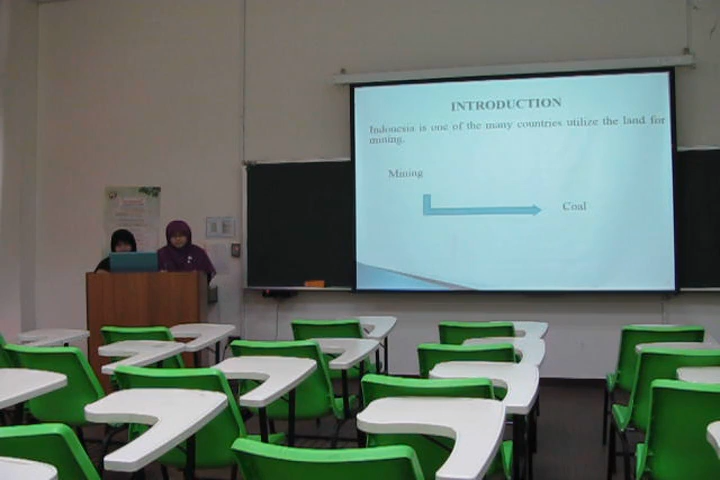 INTRODUCTION
Indonesia is one of the many countries utilize the land for
mining.
Mining
Coal